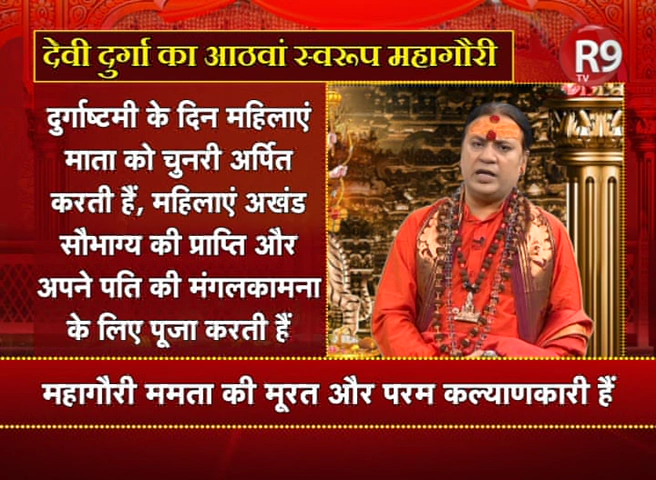 देवी दुर्गा का आठवां स्वरूप महागौरी
R9
TV
दुर्गाष्टमी के दिन महिलाएं
माता को चुनरी अर्पित
करती हैं, महिलाएं अखंड
सौभाग्य की प्राप्ति और
अपने पति की मंगलकामना
के लिए पूजा करती हैं
महागौरी ममता की मूरत और परम कल्याणकारी हैं